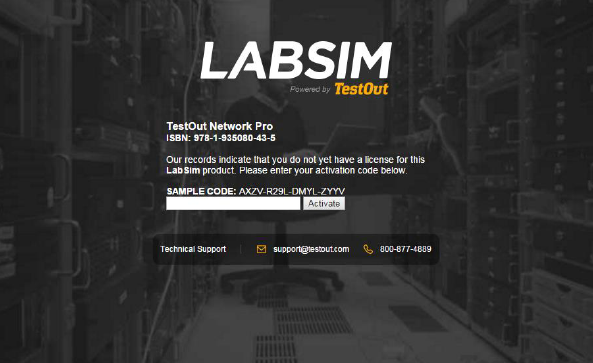 LABSIM
Powered by TestOut
TestOut Network Pro
ISBN: 978-1-935080-43-5
Our records indicate that you do not yet have a license for this
LabSim product. Please enter your activation code below.
SAMPLE CODE: AXZV-R29L-DMYL-ZYYV
Activate
Technical Support | support@testout.com 800-877-4889